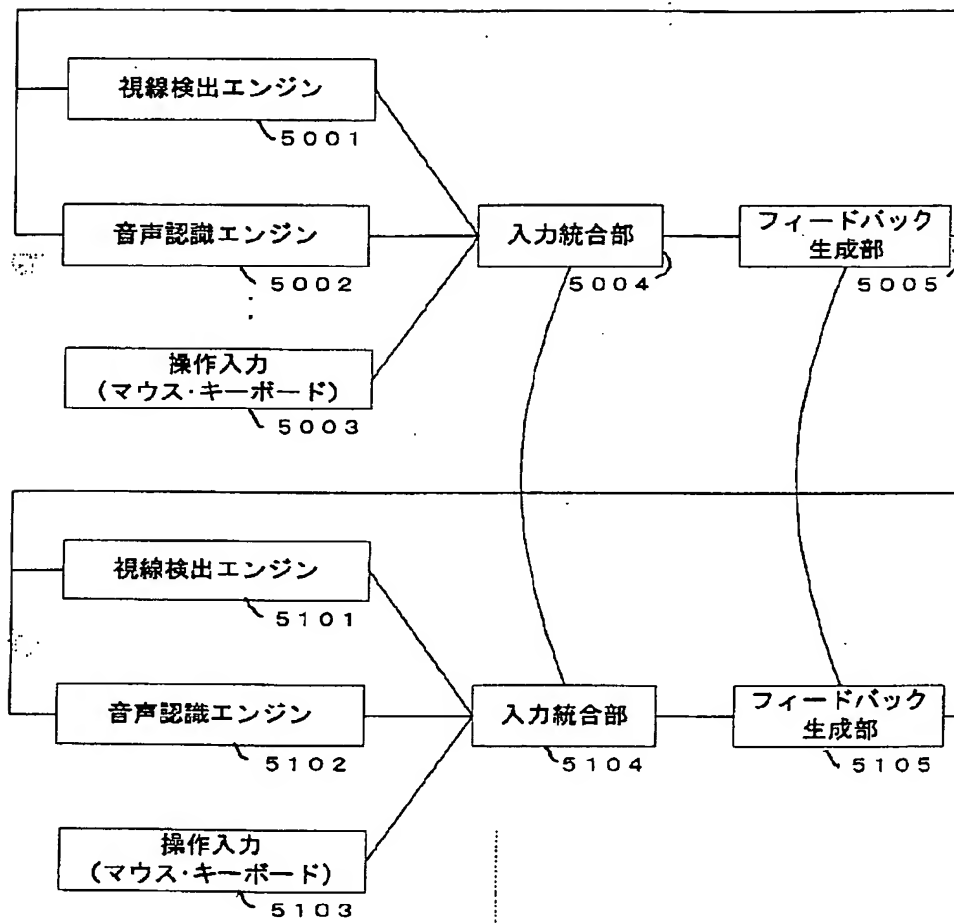 視線検出エンジン
5001
音声認識エンジン
5002
入力統合部
5004
フィードバック
生成部
5005
操作入力
(マウス・キーボード)
5003
視線検出エンジン
5101
音声認識エンジン
5102
入力統合部
5104
フィードバック
生成部
5105
操作入力
(マウス・キーボード)
5103